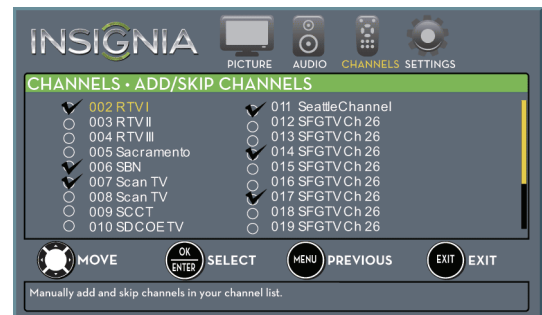 INSIGNIA
PICTURE AUDIO CHANNELS SETTINGS
CHANNELS • ADD/SKIP CHANNELS
002 RTV I
003 RTV II
004 RTV III
005 Sacramento
006 SBN
007 Scan TV
008 Scan TV
009 SCCT
010 SDCOE TV
011 SeattleChannel
012 SFGTV Ch 26
013 SFGTV Ch 26
014 SFGTV Ch 26
015 SFGTV Ch 26
016 SFGTV Ch 26
017 SFGTV Ch 26
018 SFGTV Ch 26
019 SFGTV Ch 26
MOVE OK ENTER SELECT MENU PREVIOUS EXIT EXIT
Manually add and skip channels in your channel list.